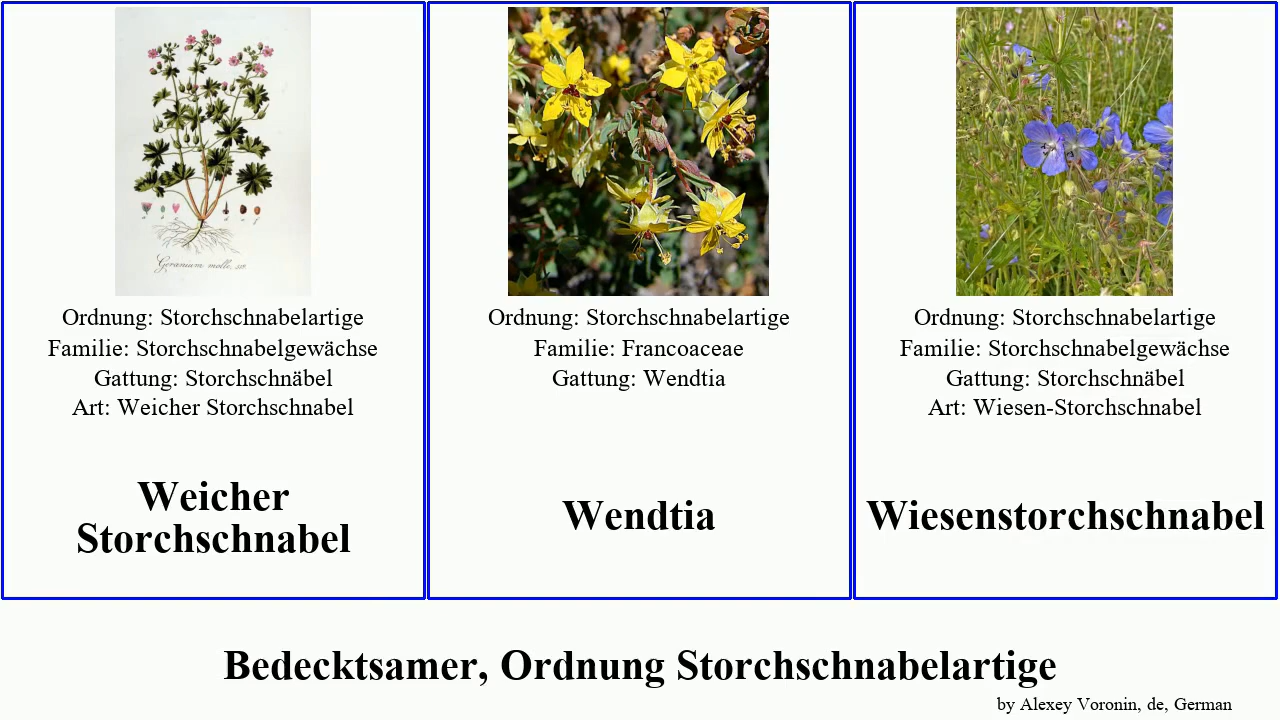 Geranium molle,
Ordnung: Storchschnabelartige
Familie: Storchschnabelgewächse
Gattung: Storchschnäbel
Art: Weicher Storchschnabel
Weicher
Storchschnabel
Ordnung: Storchschnabelartige
Familie: Francoaceae
Gattung: Wendtia
Wendtia
Ordnung: Storchschnabelartige
Familie: Storchschnabelgewächse
Gattung: Storchschnäbel
Art: Wiesen-Storchschnabel
Wiesenstorchschnabel
Bedecktsamer, Ordnung Storchschnabelartige
by Alexey Voronin, de, German